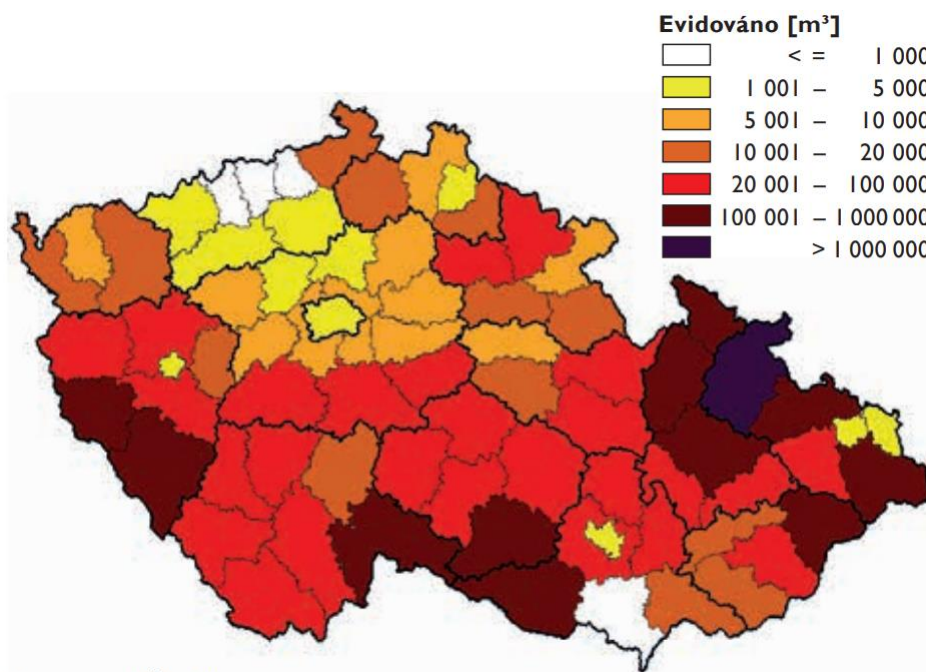 Evidováno [m³]
< = 1 000
1 001 – 5 000
5 001 – 10 000
10 001 – 20 000
20 001 – 100 000
100 001 – 1 000 000
> 1 000 000